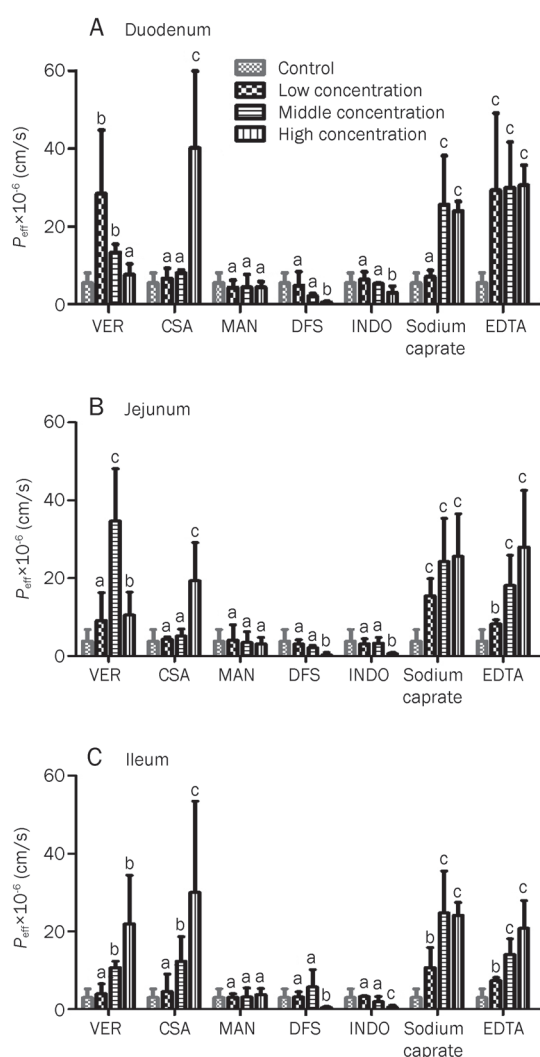 A Duodenum
Control
Low concentration
Middle concentration
High concentration
Peff×10-6 (cm/s)
60
40
20
0
b b a
a a c
a a a
a a b
a a b
a c c
c c c
VER CSA MAN DFS INDO Sodium caprate EDTA
B Jejunum
Peff×10-6 (cm/s)
60
40
20
0
a c b
a a c
a a a
a a b
a a b
c c c
b c c
VER CSA MAN DFS INDO Sodium caprate EDTA
C Ileum
Peff×10-6 (cm/s)
60
40
20
0
a b b
a b c
a a a
a a b
a a c
b c c
b c c
VER CSA MAN DFS INDO Sodium caprate EDTA